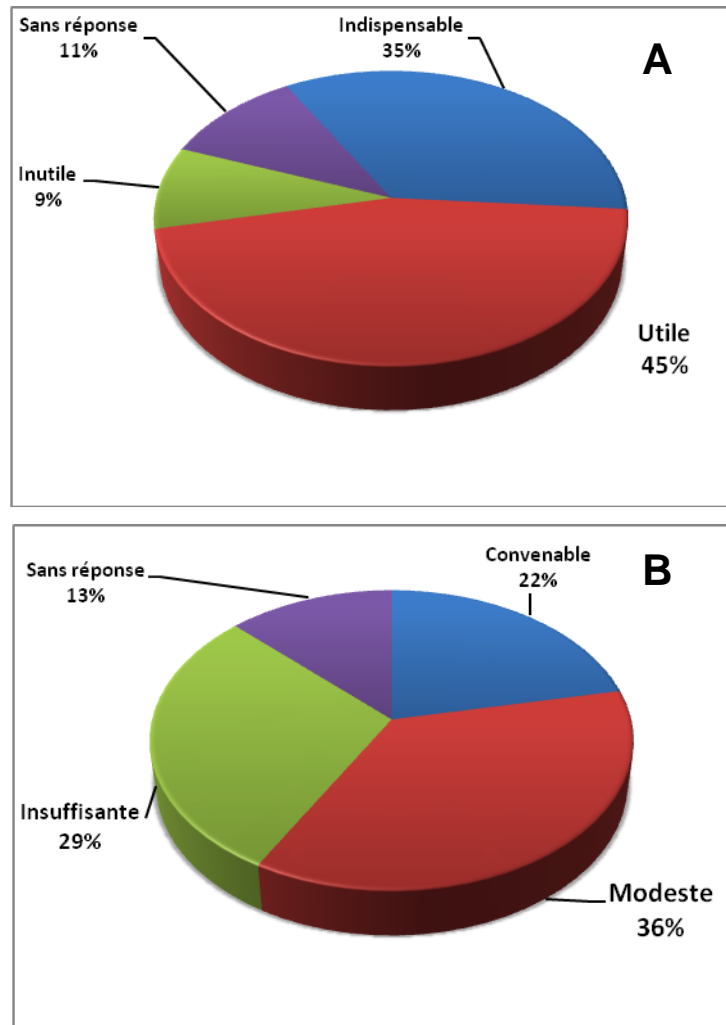 Sans réponse
11%
Indispensable
35%
A
Inutile
9%
Utile
45%
Sans réponse
13%
Convenable
22%
B
Insuffisante
29%
Modeste
36%